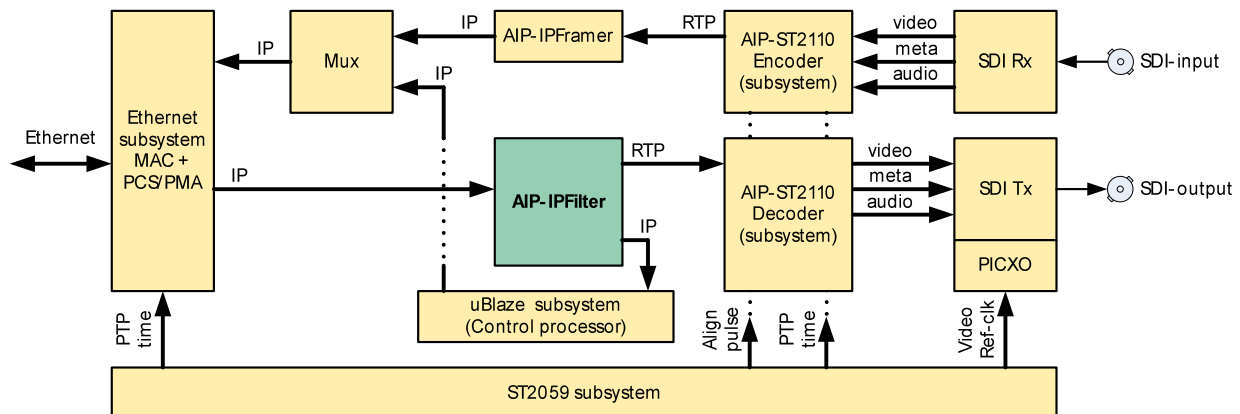 IP
AIP-IPFramer
RTP
AIP-ST2110
Encoder
(subsystem)
video
meta
audio
SDI Rx
SDI-input
IP
Mux
IP
Ethernet
Ethernet
subsystem
MAC +
PCS/PMA
IP
AIP-IPFilter
RTP
IP
AIP-ST2110
Decoder
(subsystem)
video
meta
audio
SDI Tx
SDI-output
PICXO
uBlaze subsystem
(Control processor)
PTP
time
Align
pulse
PTP
time
Video
Ref-clk
ST2059 subsystem